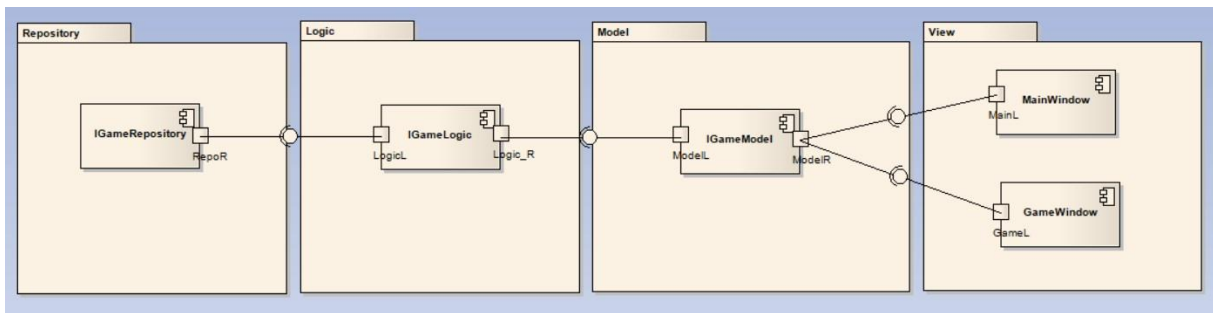 Repository
Logic
Model
View
IGameRepository
RepoR
IGameLogic
LogicL
Logic_R
IGameModel
ModelL
ModelR
MainWindow
MainL
GameWindow
GameL